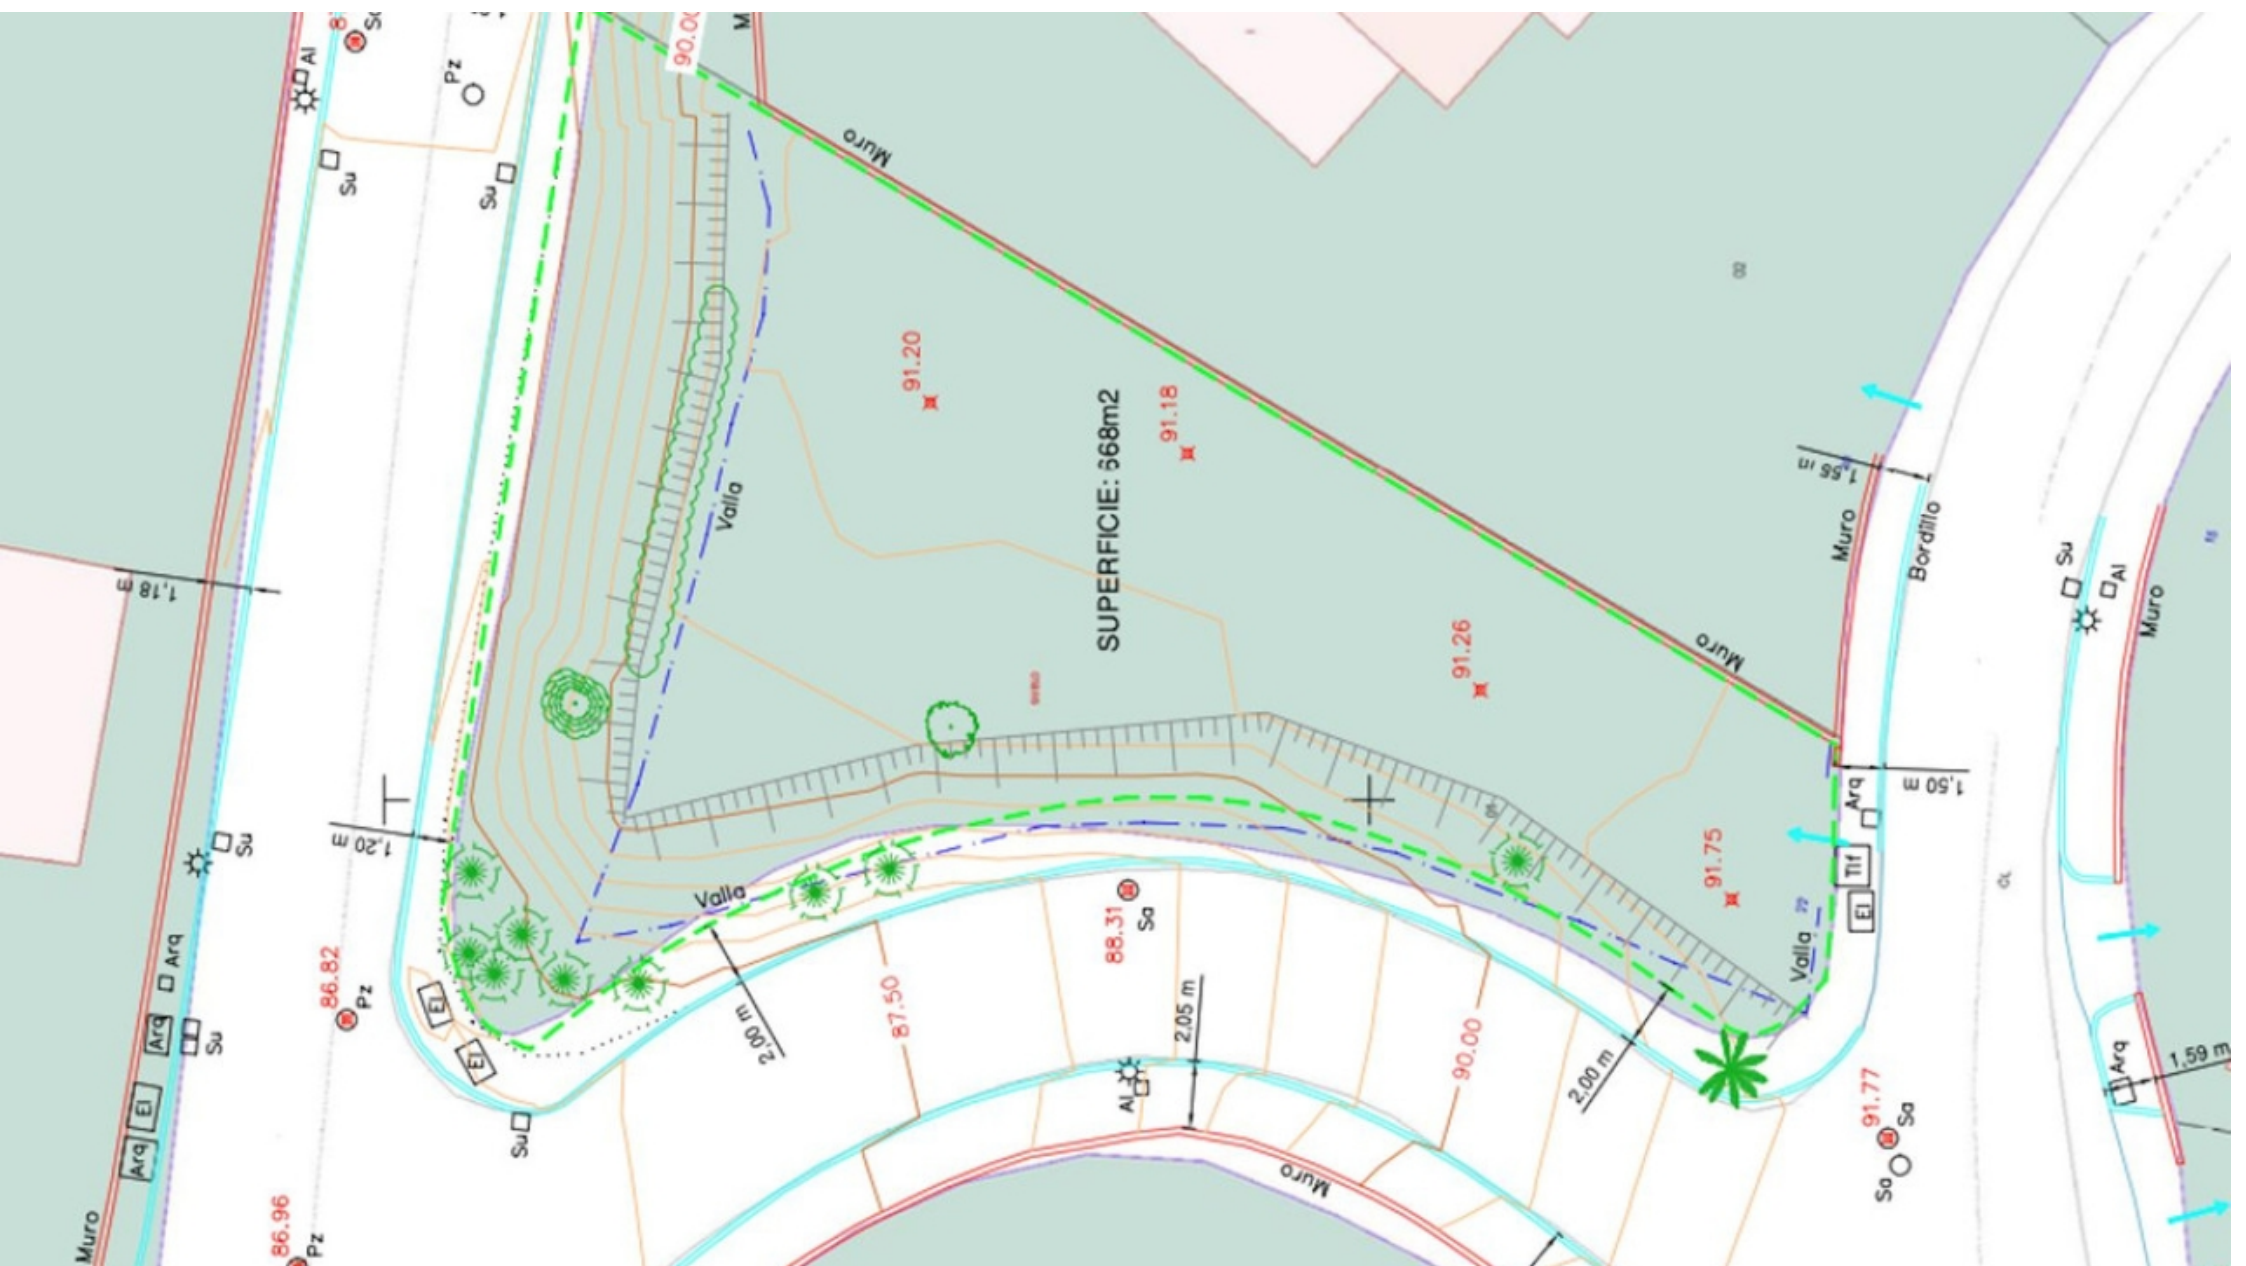 90.00
Al
Pz
Su
Su
Muro
91.20
91.18
SUPERFICIE: 668m2
Valla
1,55 m
Muro
Bordillo
Su
Al
Muro
1,18 m
91.26
Muro
1,50 m
Arq
Tlf
El
1,20 m
Su
Valla
91.75
Valla
88.31
Sa
Arq
Arq
Su
El
Arq
86.82
Pz
El
El
Su
2,00 m
87.50
2,05 m
Al
90.00
2,00 m
91.77
Sa
Sa
Arq
1,59 m
Muro
86.96
Pz
Muro